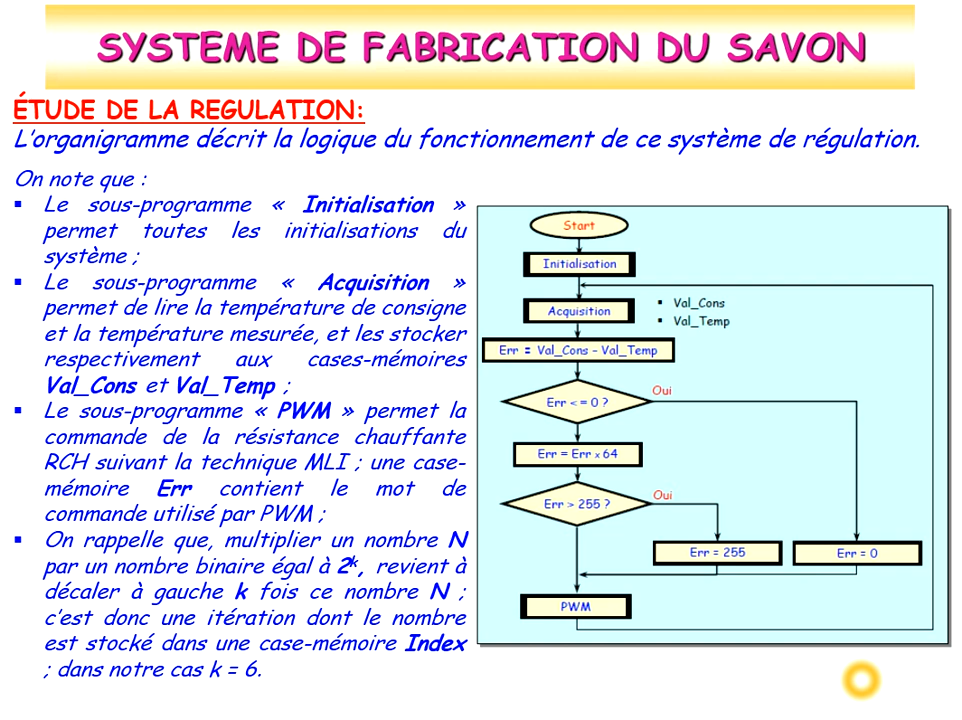 SYSTEME DE FABRICATION DU SAVON
ÉTUDE DE LA REGULATION:
L'organigramme décrit la logique du fonctionnement de ce système de régulation.
On note que :
▪ Le sous-programme « Initialisation »
permet toutes les initialisations du
système ;
▪ Le sous-programme « Acquisition »
permet de lire la température de consigne
et la température mesurée, et les stocker
respectivement aux cases-mémoires
Val_Cons et Val_Temp ;
▪ Le sous-programme « PWM » permet la
commande de la résistance chauffante
RCH suivant la technique MLI ; une case-
mémoire Err contient le mot de
commande utilisé par PWM ;
▪ On rappelle que, multiplier un nombre N
par un nombre binaire égal à 2ᵏ, revient à
décaler à gauche k fois ce nombre N ;
c'est donc une itération dont le nombre
est stocké dans une case-mémoire Index
; dans notre cas k = 6.
Start
Initialisation
Acquisition
▪ Val_Cons
▪ Val_Temp
Err = Val_Cons – Val_Temp
Err < = 0 ?
Oui
Err = Err x 64
Err > 255 ?
Oui
Err = 255
Err = 0
PWM